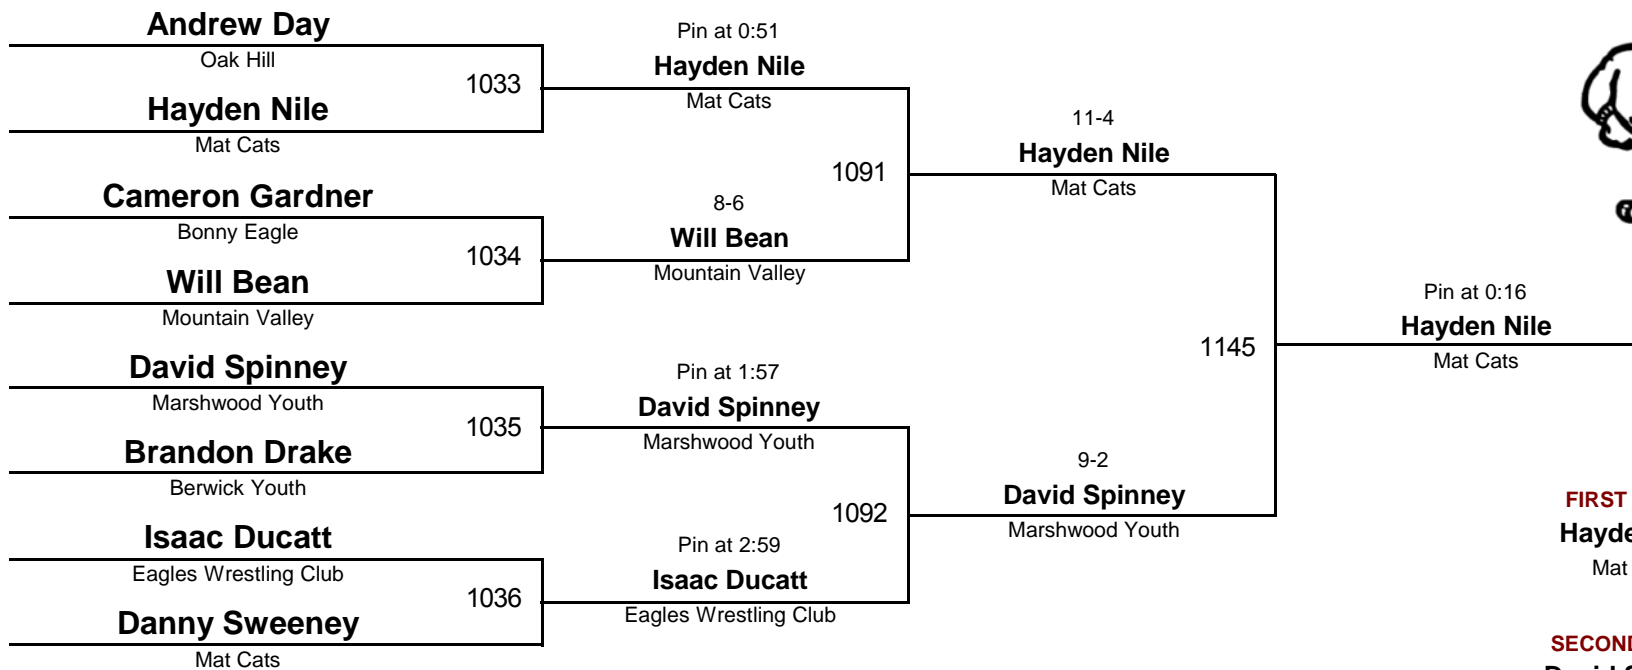 Andrew Day
Oak Hill
1033
Hayden Nile
Mat Cats
Cameron Gardner
Bonny Eagle
1034
Will Bean
Mountain Valley
David Spinney
Marshwood Youth
1035
Brandon Drake
Berwick Youth
Isaac Ducatt
Eagles Wrestling Club
1036
Danny Sweeney
Mat Cats
Pin at 0:51
Hayden Nile
Mat Cats
1091
8-6
Will Bean
Mountain Valley
Pin at 1:57
David Spinney
Marshwood Youth
1092
Pin at 2:59
Isaac Ducatt
Eagles Wrestling Club
11-4
Hayden Nile
Mat Cats
1145
9-2
David Spinney
Marshwood Youth
Pin at 0:16
Hayden Nile
Mat Cats
FIRST
Hayde
Mat
SECOND